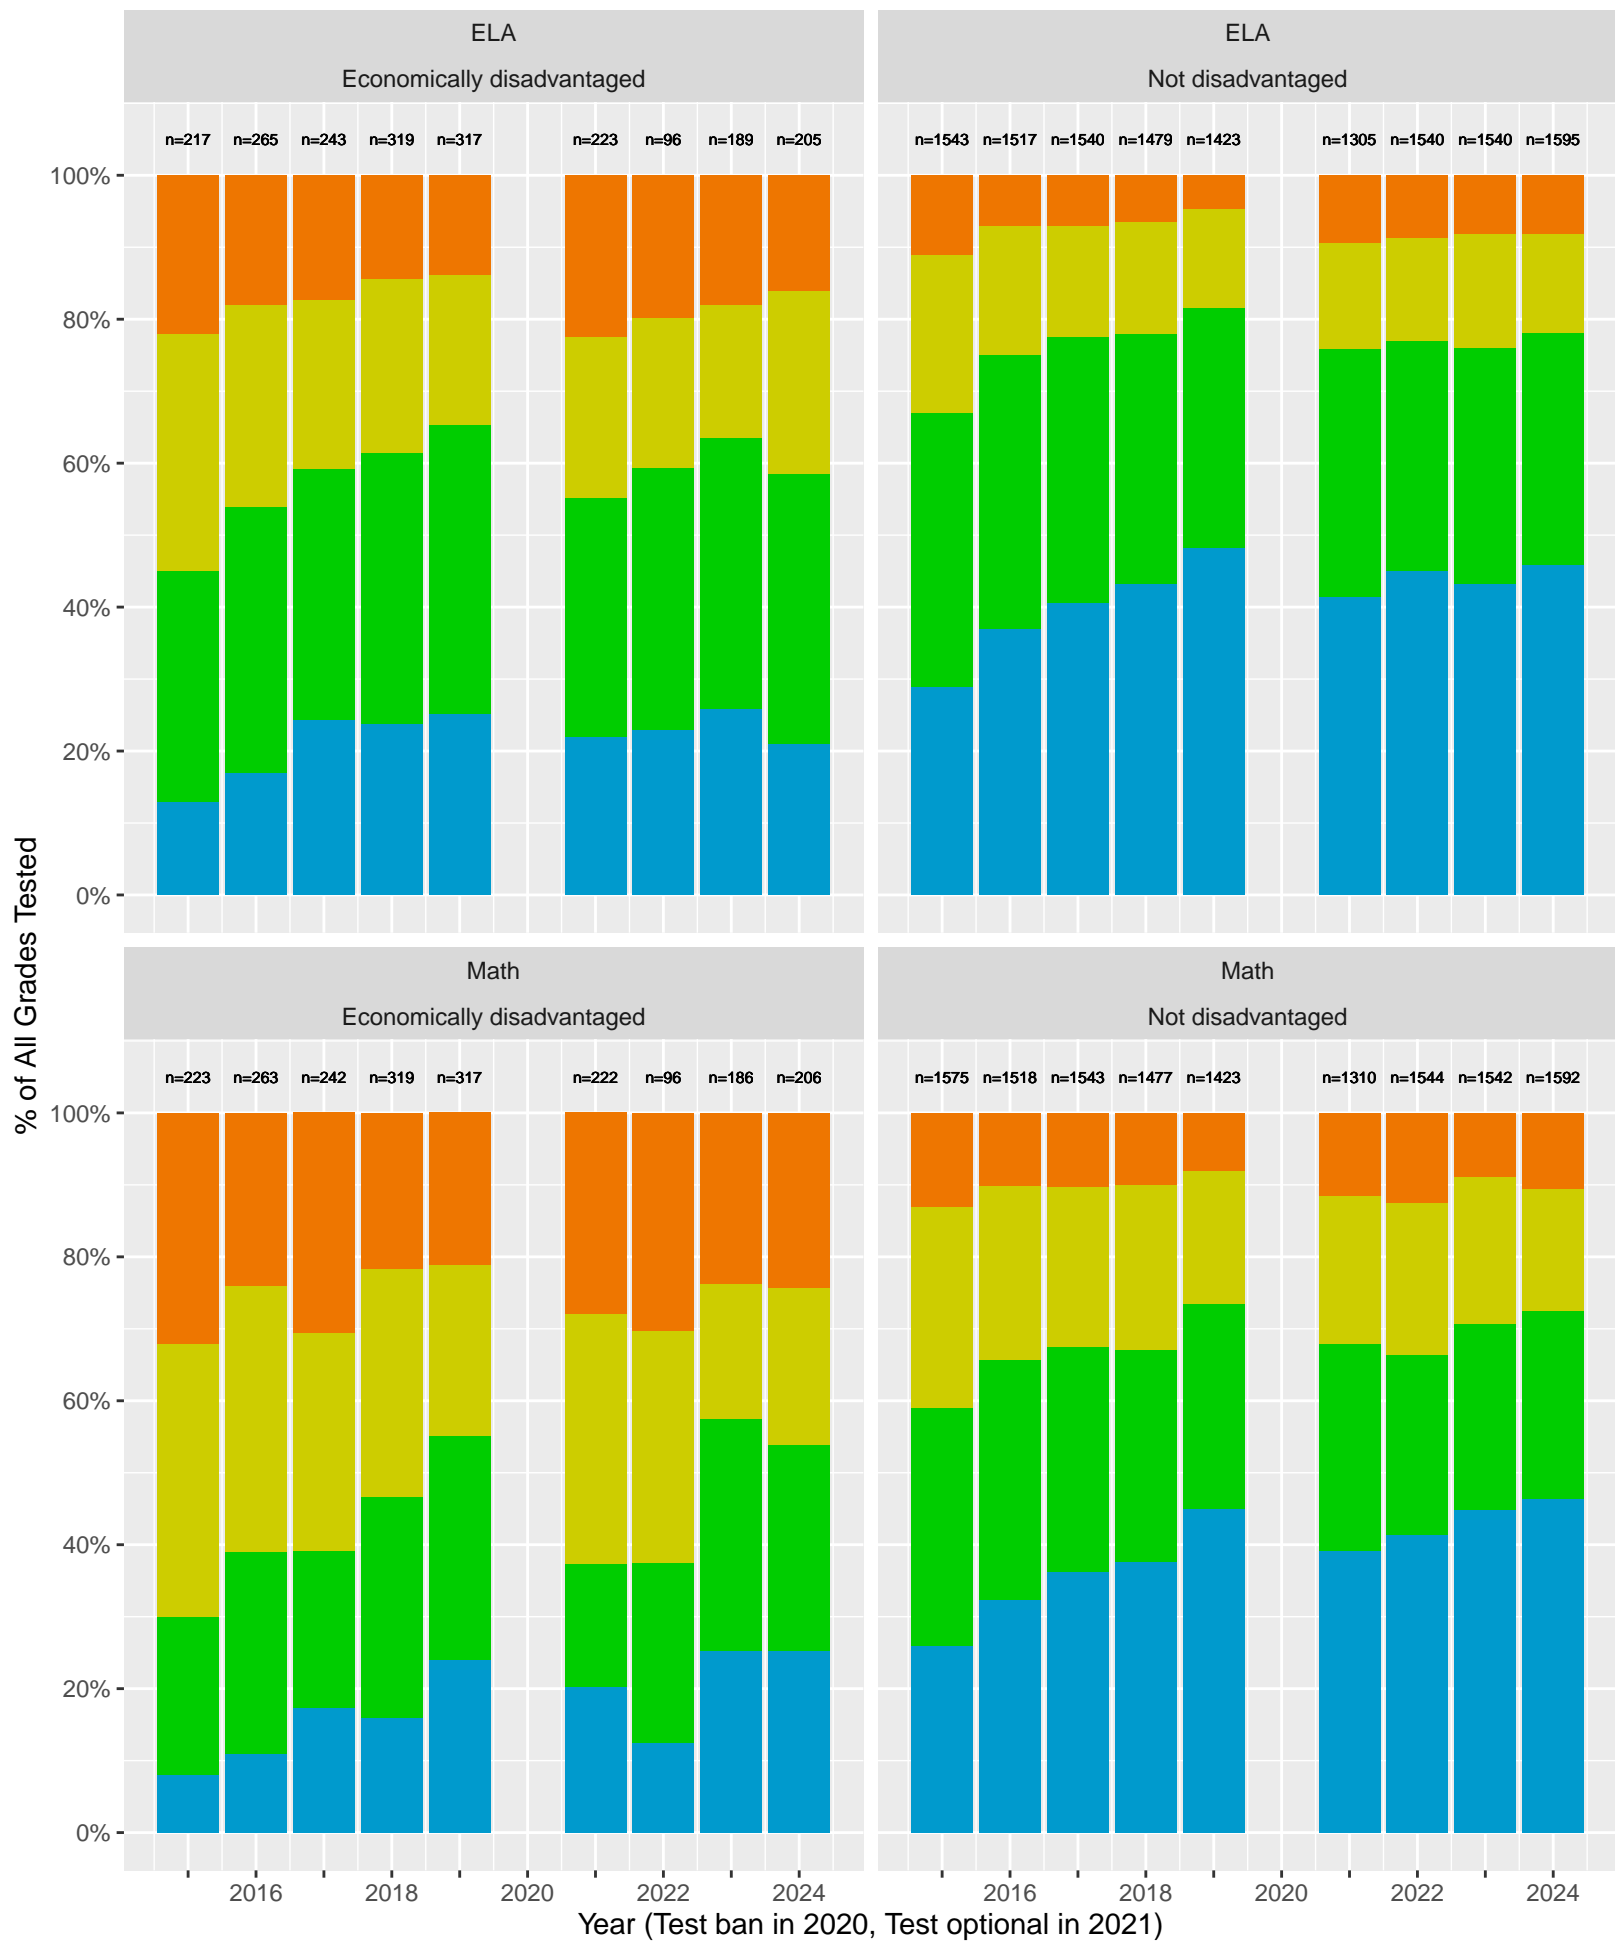 ELA
Economically disadvantaged
ELA
Not disadvantaged
n=217 n=265 n=243 n=319 n=317 n=223 n=96 n=189 n=205
n=1543 n=1517 n=1540 n=1479 n=1423 n=1305 n=1540 n=1540 n=1595
100%
80%
60%
40%
20%
0%
% of All Grades Tested
Math
Economically disadvantaged
Math
Not disadvantaged
n=223 n=263 n=242 n=319 n=317 n=222 n=96 n=186 n=206
n=1575 n=1518 n=1543 n=1477 n=1423 n=1310 n=1544 n=1542 n=1592
100%
80%
60%
40%
20%
0%
2016 2018 2020 2022 2024
2016 2018 2020 2022 2024
Year (Test ban in 2020, Test optional in 2021)